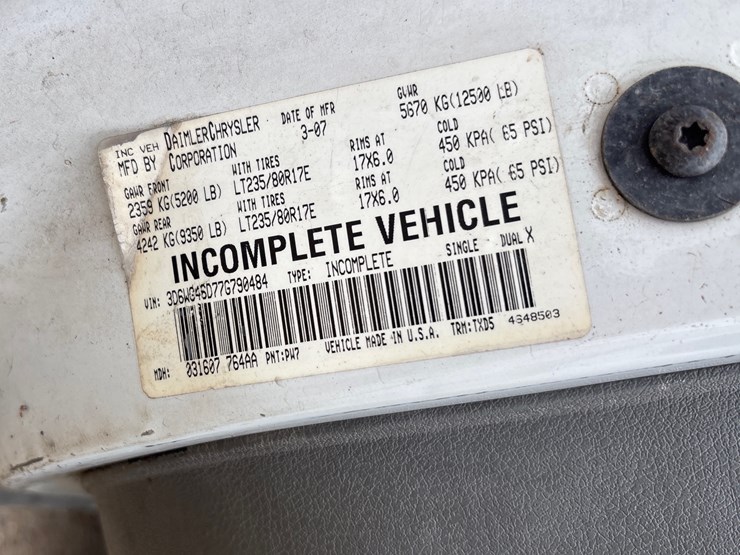 INC VEH DAIMLERCHRYSLER DATE OF MFR GVWR
MFD BY CORPORATION 3-07 5670 KG(12500 LB)
GAWR FRONT WITH TIRES RIMS AT COLD
2359 KG(5200 LB) LT235/80R17E 17X6.0 450 KPA( 65 PSI)
GAWR REAR WITH TIRES RIMS AT COLD
4242 KG(9350 LB) LT235/80R17E 17X6.0 450 KPA( 65 PSI)
INCOMPLETE VEHICLE
VIN: 3D6WG46D77G790484 TYPE: INCOMPLETE SINGLE DUAL X
MDH: 031607 764AA PNT:PW7 VEHICLE MADE IN U.S.A. TRM:TXD5 4648503